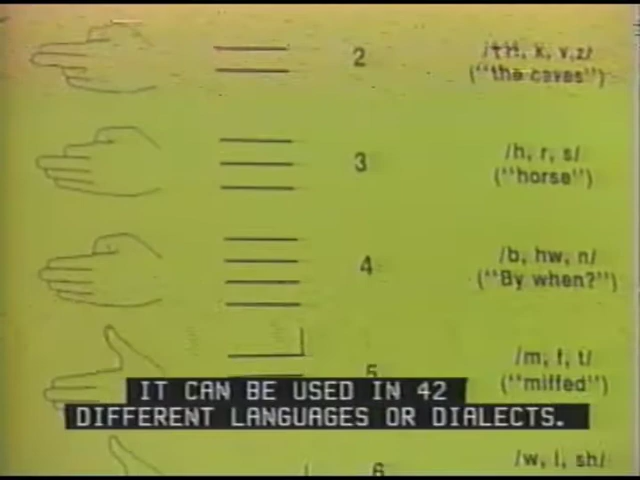 2 k, v,z/
("the caves")
3 /h, r, s/
("horse")
4 /b, hw, n/
("By when?")
5 /m, f, t/
("miffed")
IT CAN BE USED IN 42
DIFFERENT LANGUAGES OR DIALECTS.
6 /w, l, sh/